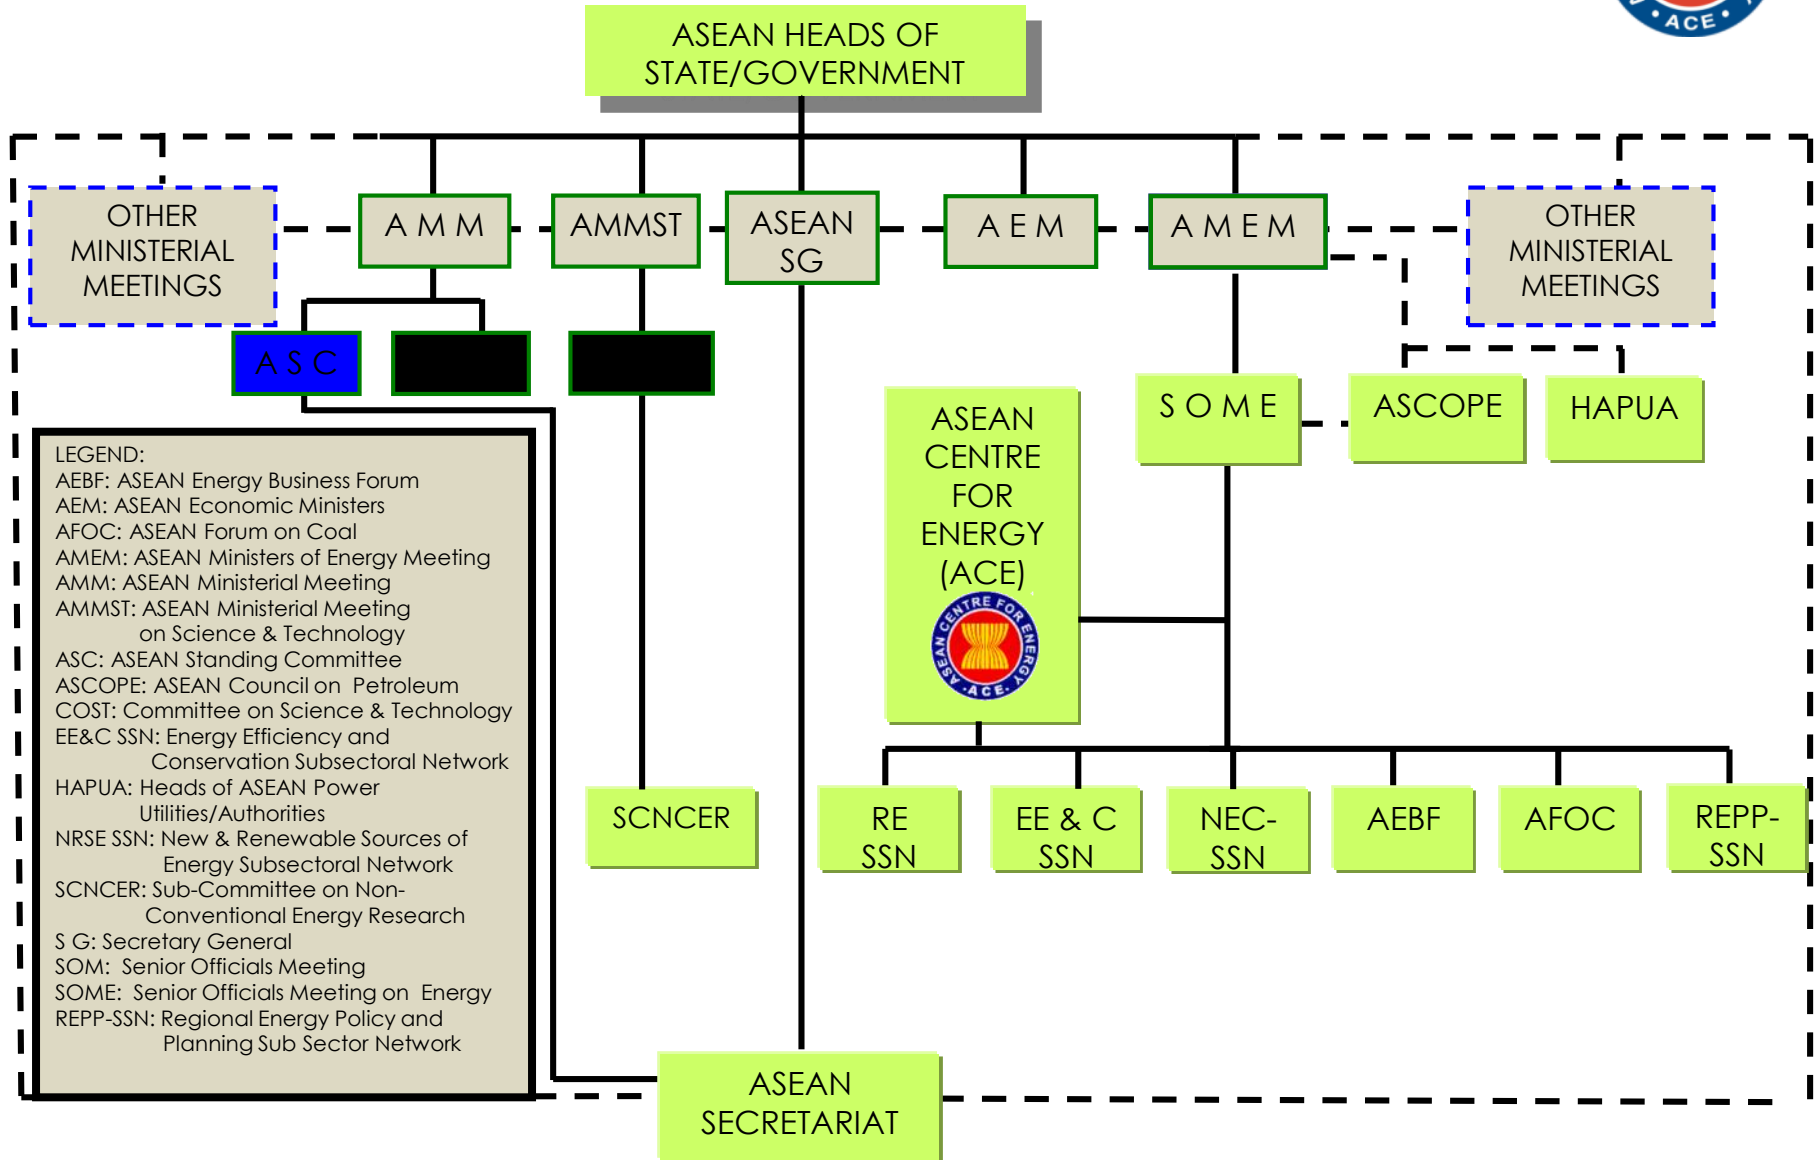 ASEAN HEADS OF
STATE/GOVERNMENT
ACE
OTHER
MINISTERIAL
MEETINGS
A M M
AMMST
ASEAN
SG
A E M
A M E M
OTHER
MINISTERIAL
MEETINGS
A S C
ASEAN
CENTRE
FOR
ENERGY
(ACE)
ASEAN CENTRE FOR ENERGY
ACE
S O M E
ASCOPE
HAPUA
LEGEND:
AEBF: ASEAN Energy Business Forum
AEM: ASEAN Economic Ministers
AFOC: ASEAN Forum on Coal
AMEM: ASEAN Ministers of Energy Meeting
AMM: ASEAN Ministerial Meeting
AMMST: ASEAN Ministerial Meeting
on Science & Technology
ASC: ASEAN Standing Committee
ASCOPE: ASEAN Council on Petroleum
COST: Committee on Science & Technology
EE&C SSN: Energy Efficiency and
Conservation Subsectoral Network
HAPUA: Heads of ASEAN Power
Utilities/Authorities
NRSE SSN: New & Renewable Sources of
Energy Subsectoral Network
SCNCER: Sub-Committee on Non-
Conventional Energy Research
S G: Secretary General
SOM: Senior Officials Meeting
SOME: Senior Officials Meeting on Energy
REPP-SSN: Regional Energy Policy and
Planning Sub Sector Network
SCNCER
RE
SSN
EE & C
SSN
NEC-
SSN
AEBF
AFOC
REPP-
SSN
ASEAN
SECRETARIAT